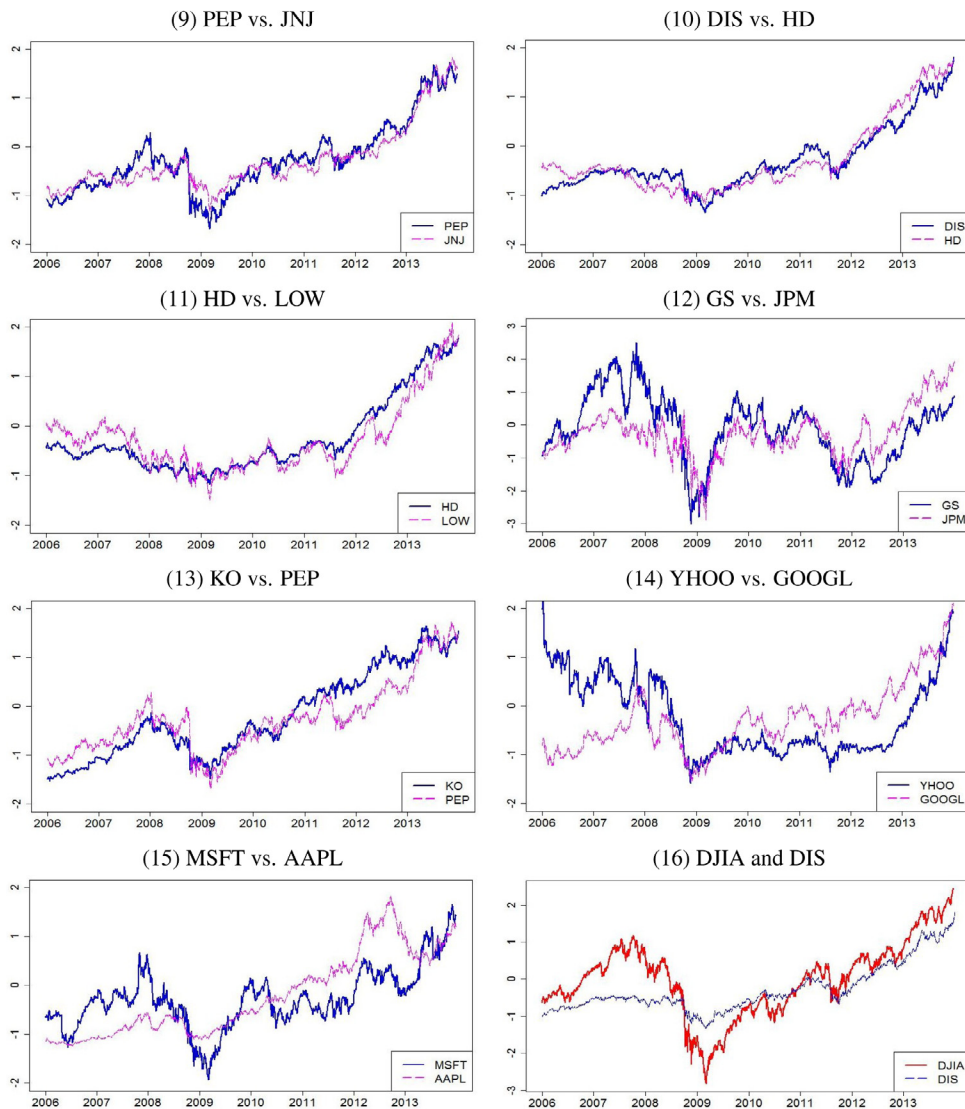 (9) PEP vs. JNJ
(10) DIS vs. HD
2
1
0
-1
-2
PEP
JNJ
2006 2007 2008 2009 2010 2011 2012 2013
2
1
0
-1
-2
DIS
HD
2006 2007 2008 2009 2010 2011 2012 2013
(11) HD vs. LOW
(12) GS vs. JPM
2
1
0
-1
-2
HD
LOW
2006 2007 2008 2009 2010 2011 2012 2013
3
2
1
0
-1
-2
-3
GS
JPM
2006 2007 2008 2009 2010 2011 2012 2013
(13) KO vs. PEP
(14) YHOO vs. GOOGL
2
1
0
-1
-2
KO
PEP
2006 2007 2008 2009 2010 2011 2012 2013
2
1
0
-1
-2
YHOO
GOOGL
2006 2007 2008 2009 2010 2011 2012 2013
(15) MSFT vs. AAPL
(16) DJIA and DIS
2
1
0
-1
-2
MSFT
AAPL
2006 2007 2008 2009 2010 2011 2012 2013
2
1
0
-1
-2
-3
DJIA
DIS
2006 2007 2008 2009 2010 2011 2012 2013